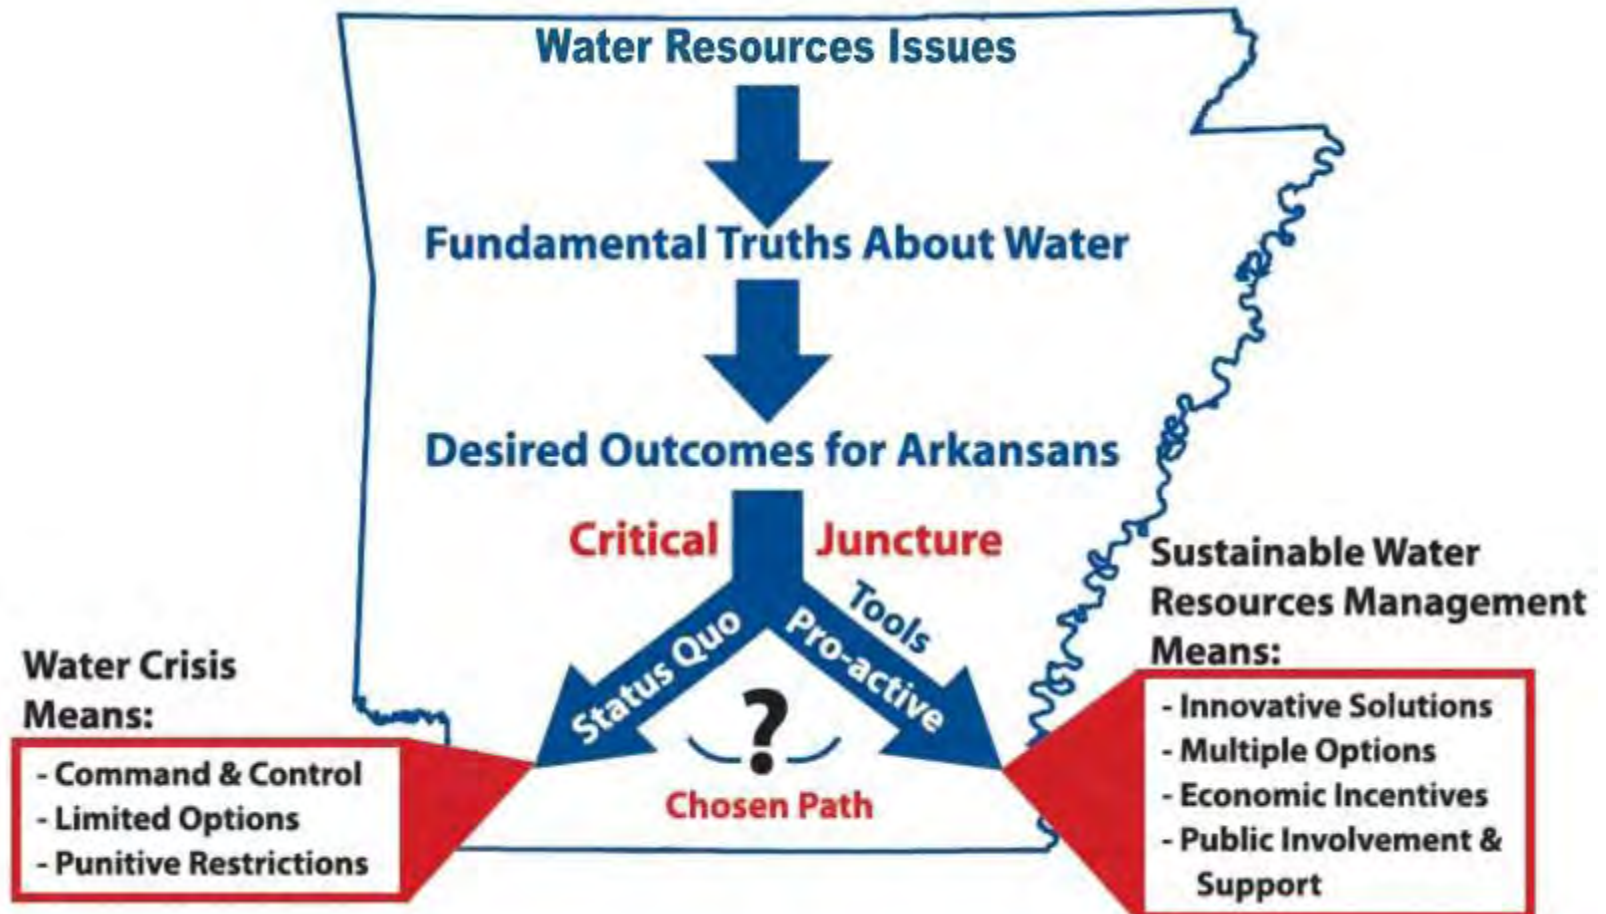 Water Resources Issues
Fundamental Truths About Water
Desired Outcomes for Arkansans
Critical Juncture
Tools
Status Quo
Pro-active
?
Chosen Path
Water Crisis
Means:
- Command & Control
- Limited Options
- Punitive Restrictions
Sustainable Water
Resources Management
Means:
- Innovative Solutions
- Multiple Options
- Economic Incentives
- Public Involvement &
Support